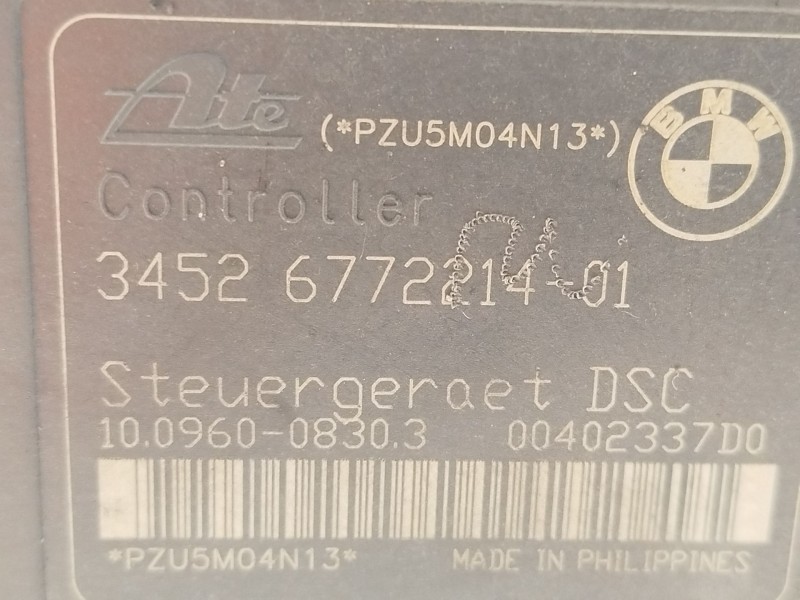 Ate (*PZU5M04N13*) BMW
Controller
3452 6772214-01
Steuergeraet DSC
10.0960-0830.3 00402337D0
*PZU5M04N13* MADE IN PHILIPPINES